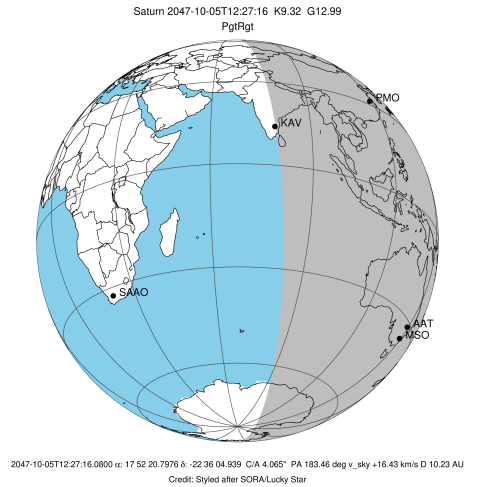 Saturn 2047-10-05T12:27:16 K9.32 G12.99
PgtRgt
PMO
KAV
SAAO
AAT
MSO
2047-10-05T12:27:16.0800 α: 17 52 20.7976 δ: -22 36 04.939 C/A 4.065" PA 183.46 deg v_sky +16.43 km/s D 10.23 AU
Credit: Styled after SORA/Lucky Star